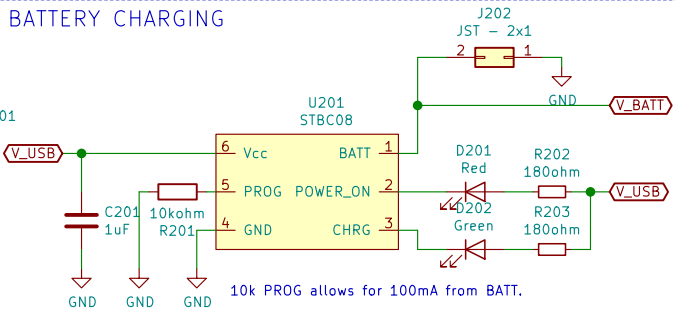 BATTERY CHARGING
J202
JST - 2x1
2
1
GND
V_BATT
01
U201
STBC08
V_USB
6
Vcc
BATT
1
D201
Red
R202
180ohm
5
PROG
POWER_ON
2
V_USB
10kohm
R201
C201
1uF
4
GND
CHRG
3
D202
Green
R203
180ohm
GND
GND
GND
10k PROG allows for 100mA from BATT.